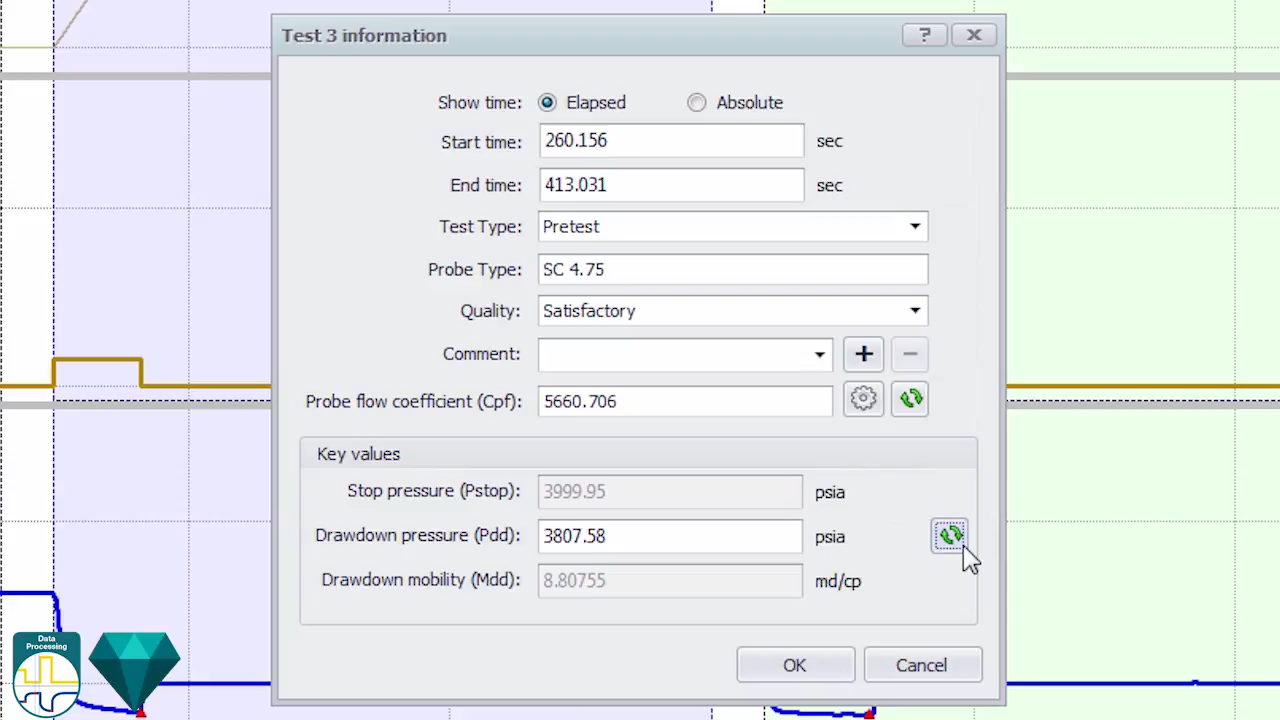 Test 3 information
?
Show time: Elapsed Absolute
Start time: 260.156 sec
End time: 413.031 sec
Test Type: Pretest
Probe Type: SC 4.75
Quality: Satisfactory
Comment: + −
Probe flow coefficient (Cpf): 5660.706
Key values
Stop pressure (Pstop): 3999.95 psia
Drawdown pressure (Pdd): 3807.58 psia
Drawdown mobility (Mdd): 8.80755 md/cp
OK Cancel
Data
Processing